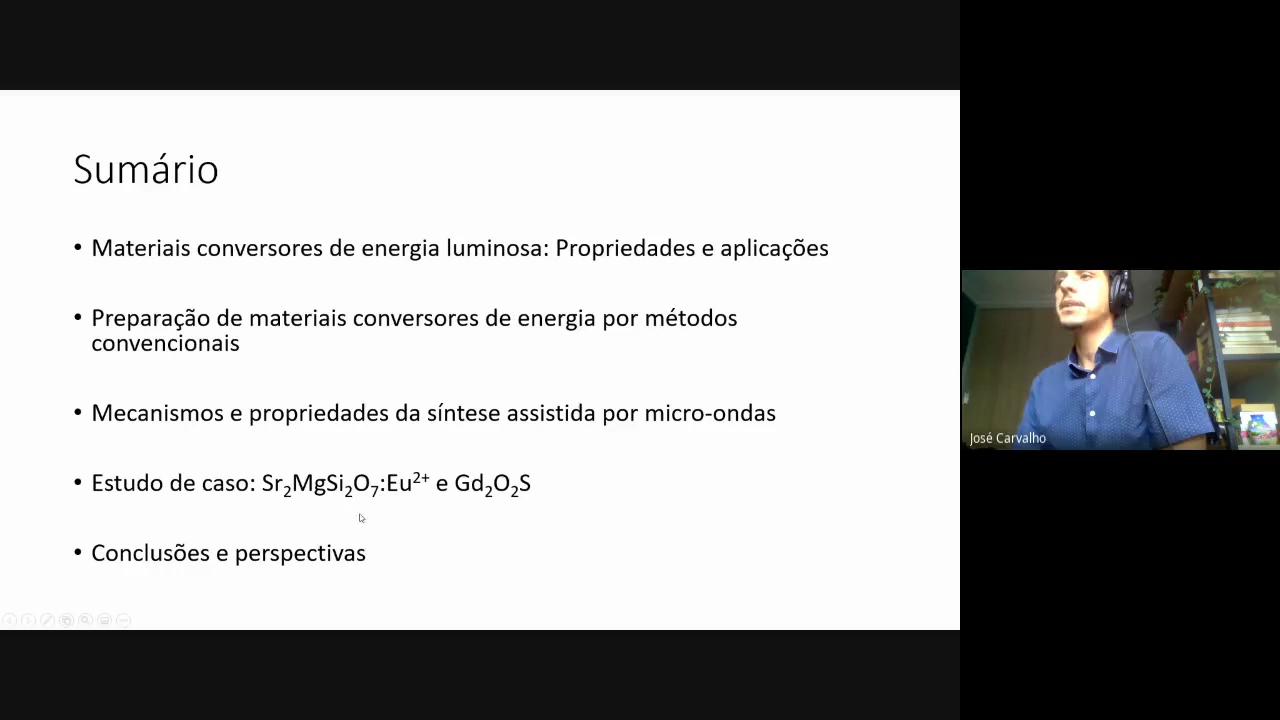 Sumário
• Materiais conversores de energia luminosa: Propriedades e aplicações
• Preparação de materiais conversores de energia por métodos
convencionais
• Mecanismos e propriedades da síntese assistida por micro-ondas
• Estudo de caso: Sr₂MgSi₂O₇:Eu²⁺ e Gd₂O₂S
• Conclusões e perspectivas
José Carvalho